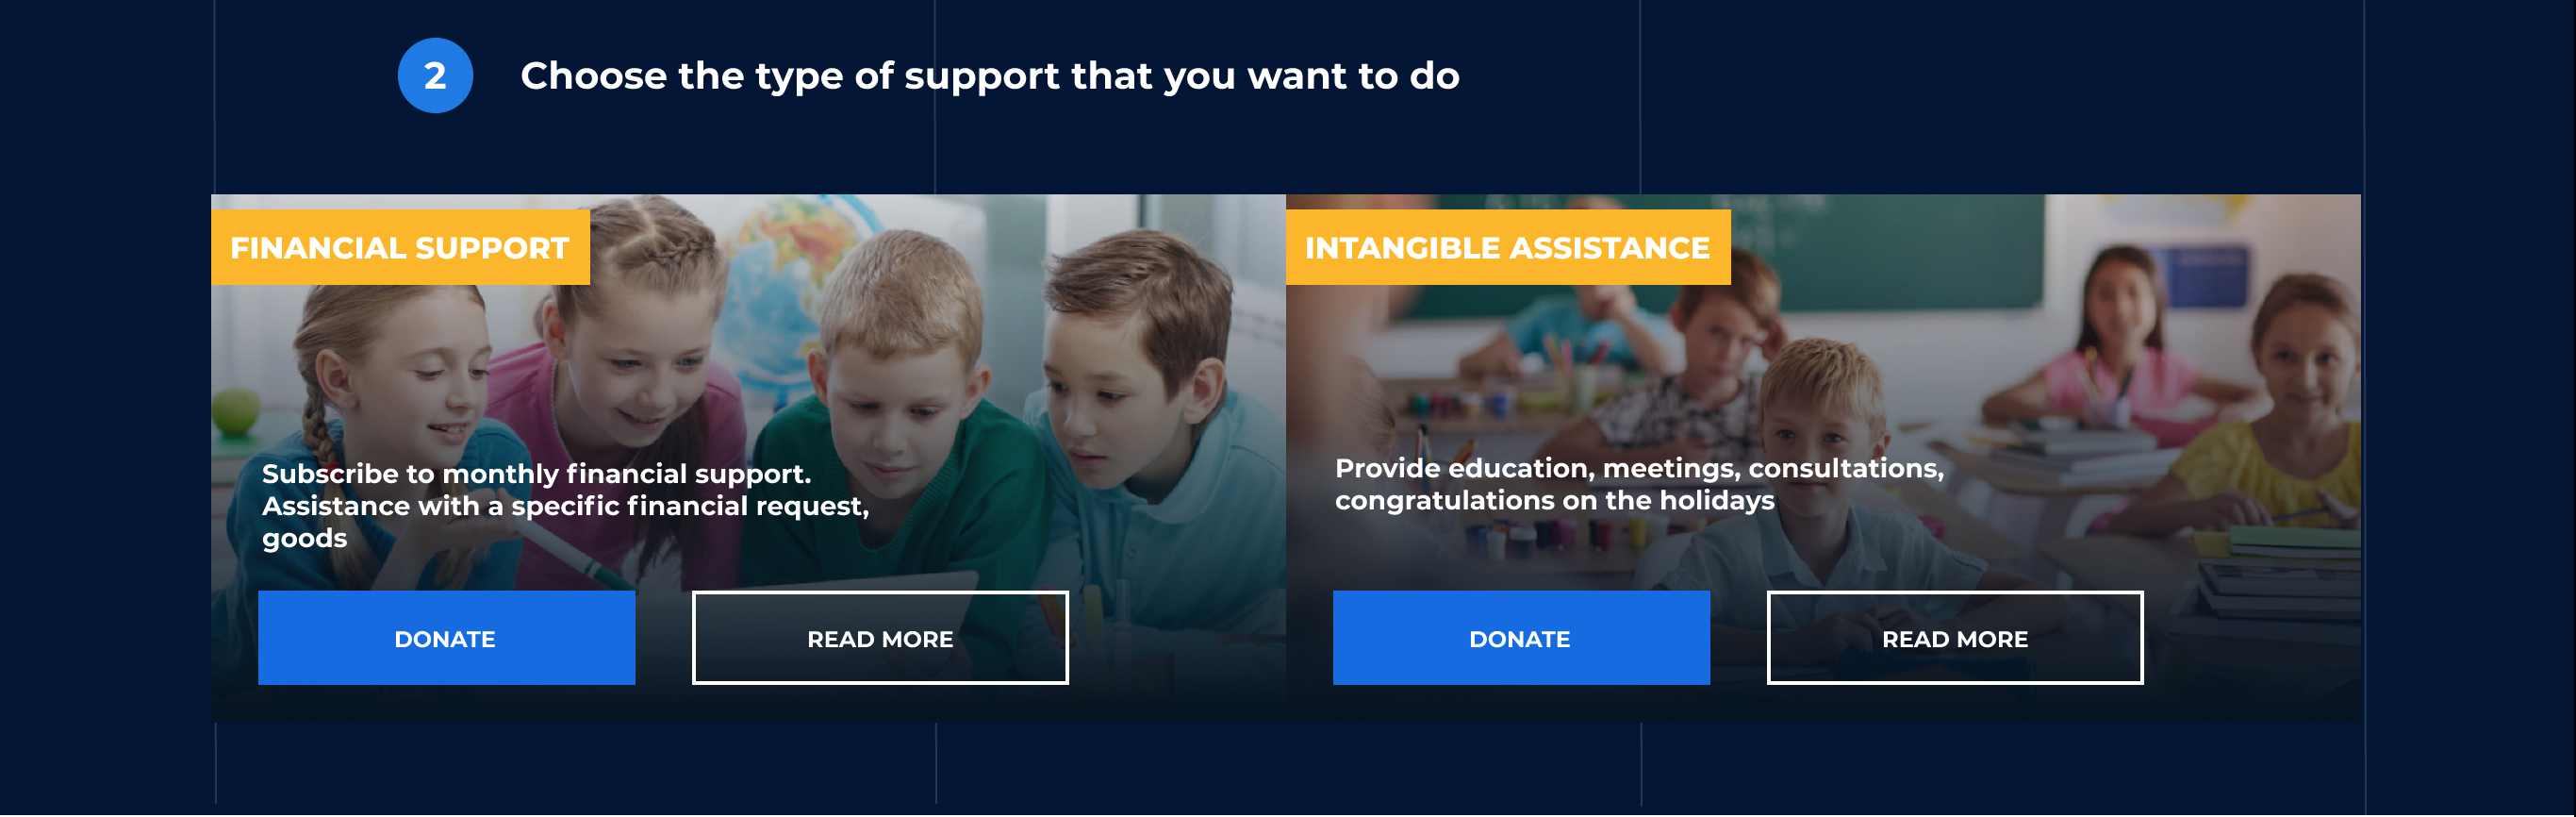 2
Choose the type of support that you want to do
FINANCIAL SUPPORT
Subscribe to monthly financial support.
Assistance with a specific financial request,
goods
DONATE
READ MORE
INTANGIBLE ASSISTANCE
Provide education, meetings, consultations,
congratulations on the holidays
DONATE
READ MORE